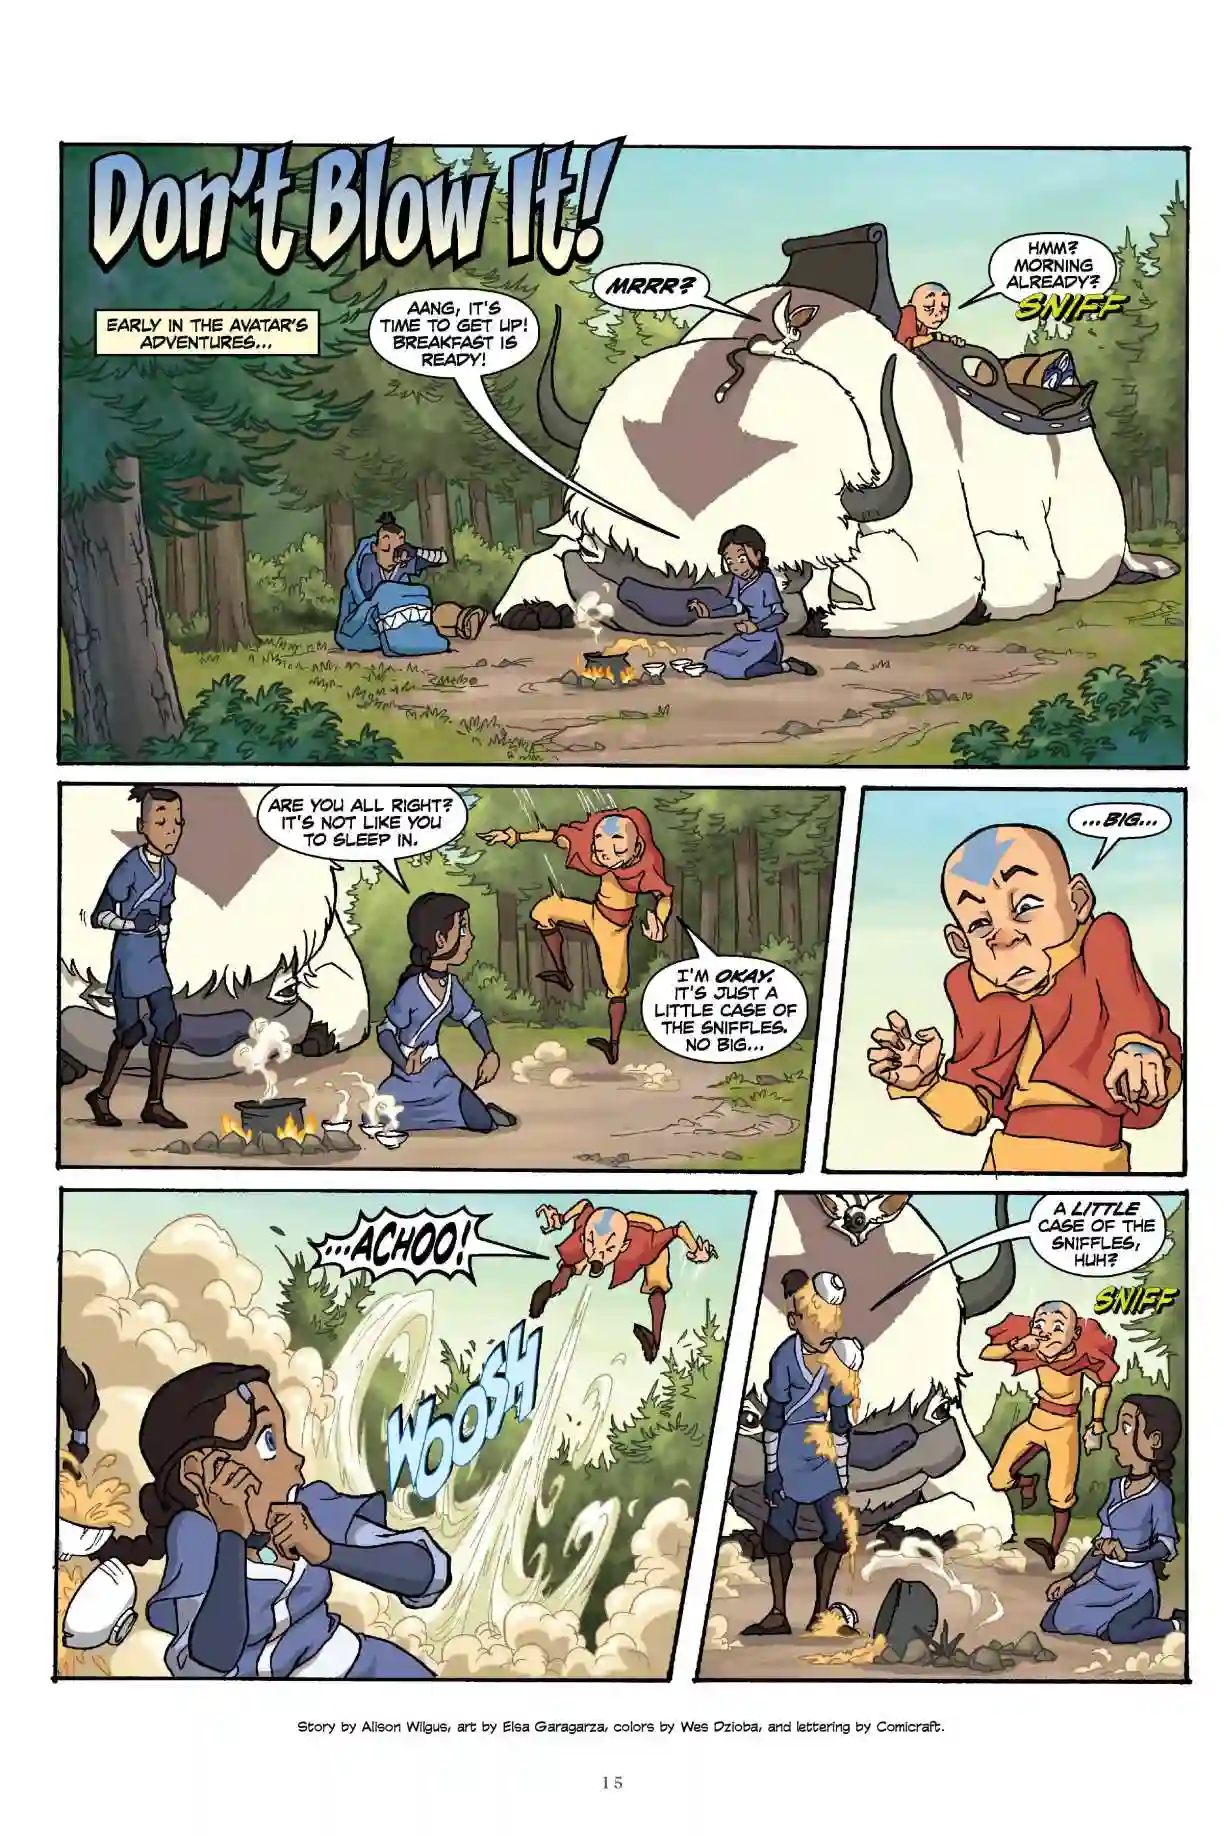 Don't Blow It!
EARLY IN THE AVATAR'S
ADVENTURES...
AANG, IT'S
TIME TO GET UP!
BREAKFAST IS
READY!
MRRR?
HMM?
MORNING
ALREADY?
SNIFF
ARE YOU ALL RIGHT?
IT'S NOT LIKE YOU
TO SLEEP IN.
I'M OKAY.
IT'S JUST A
LITTLE CASE OF
THE SNIFFLES.
NO BIG...
...BIG...
...ACHOO!
WOOSH
A LITTLE
CASE OF THE
SNIFFLES,
HUH?
SNIFF
Story by Alison Wilgus, art by Elsa Garagarza, colors by Wes Dzioba, and lettering by Comicraft.
15